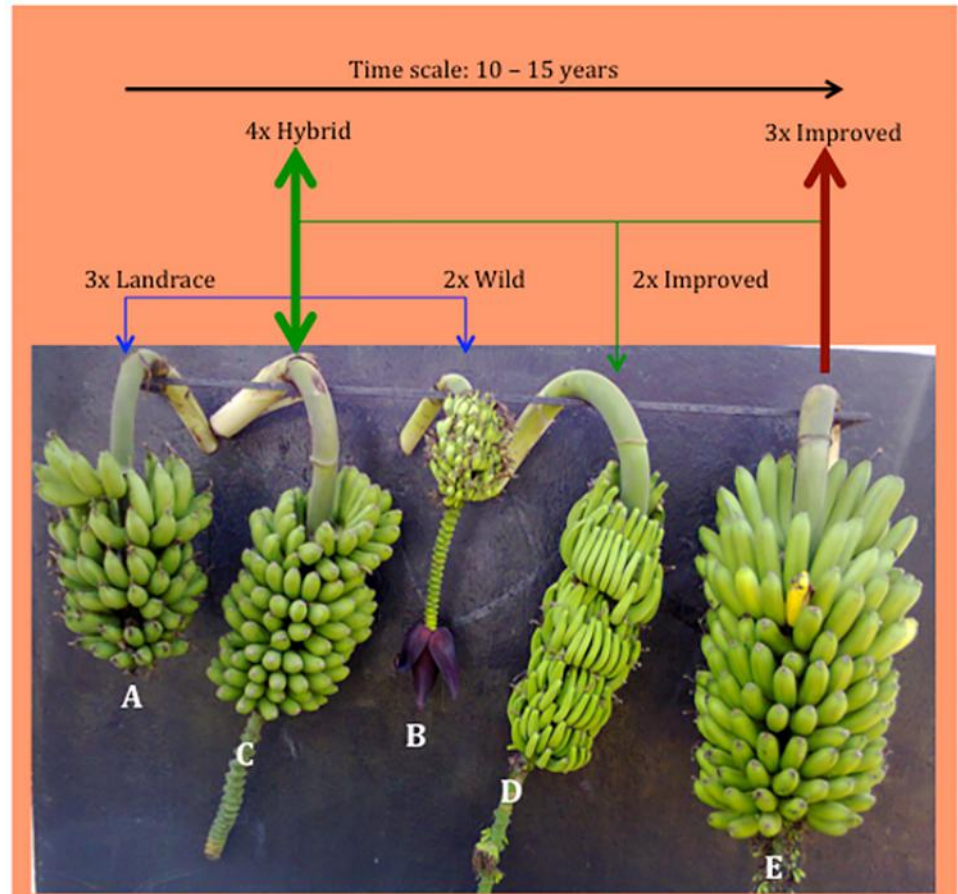 Time scale: 10 – 15 years
4x Hybrid
3x Improved
3x Landrace
2x Wild
2x Improved
A
C
B
D
E